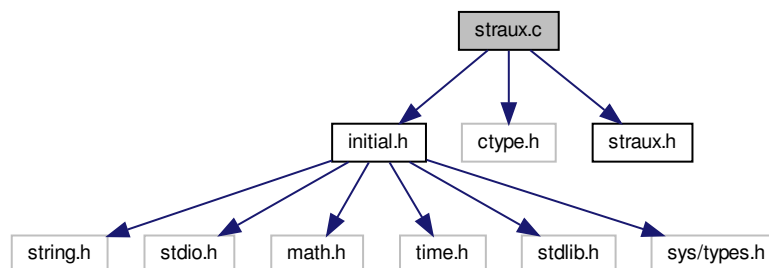 straux.c
initial.h
ctype.h
straux.h
string.h
stdio.h
math.h
time.h
stdlib.h
sys/types.h